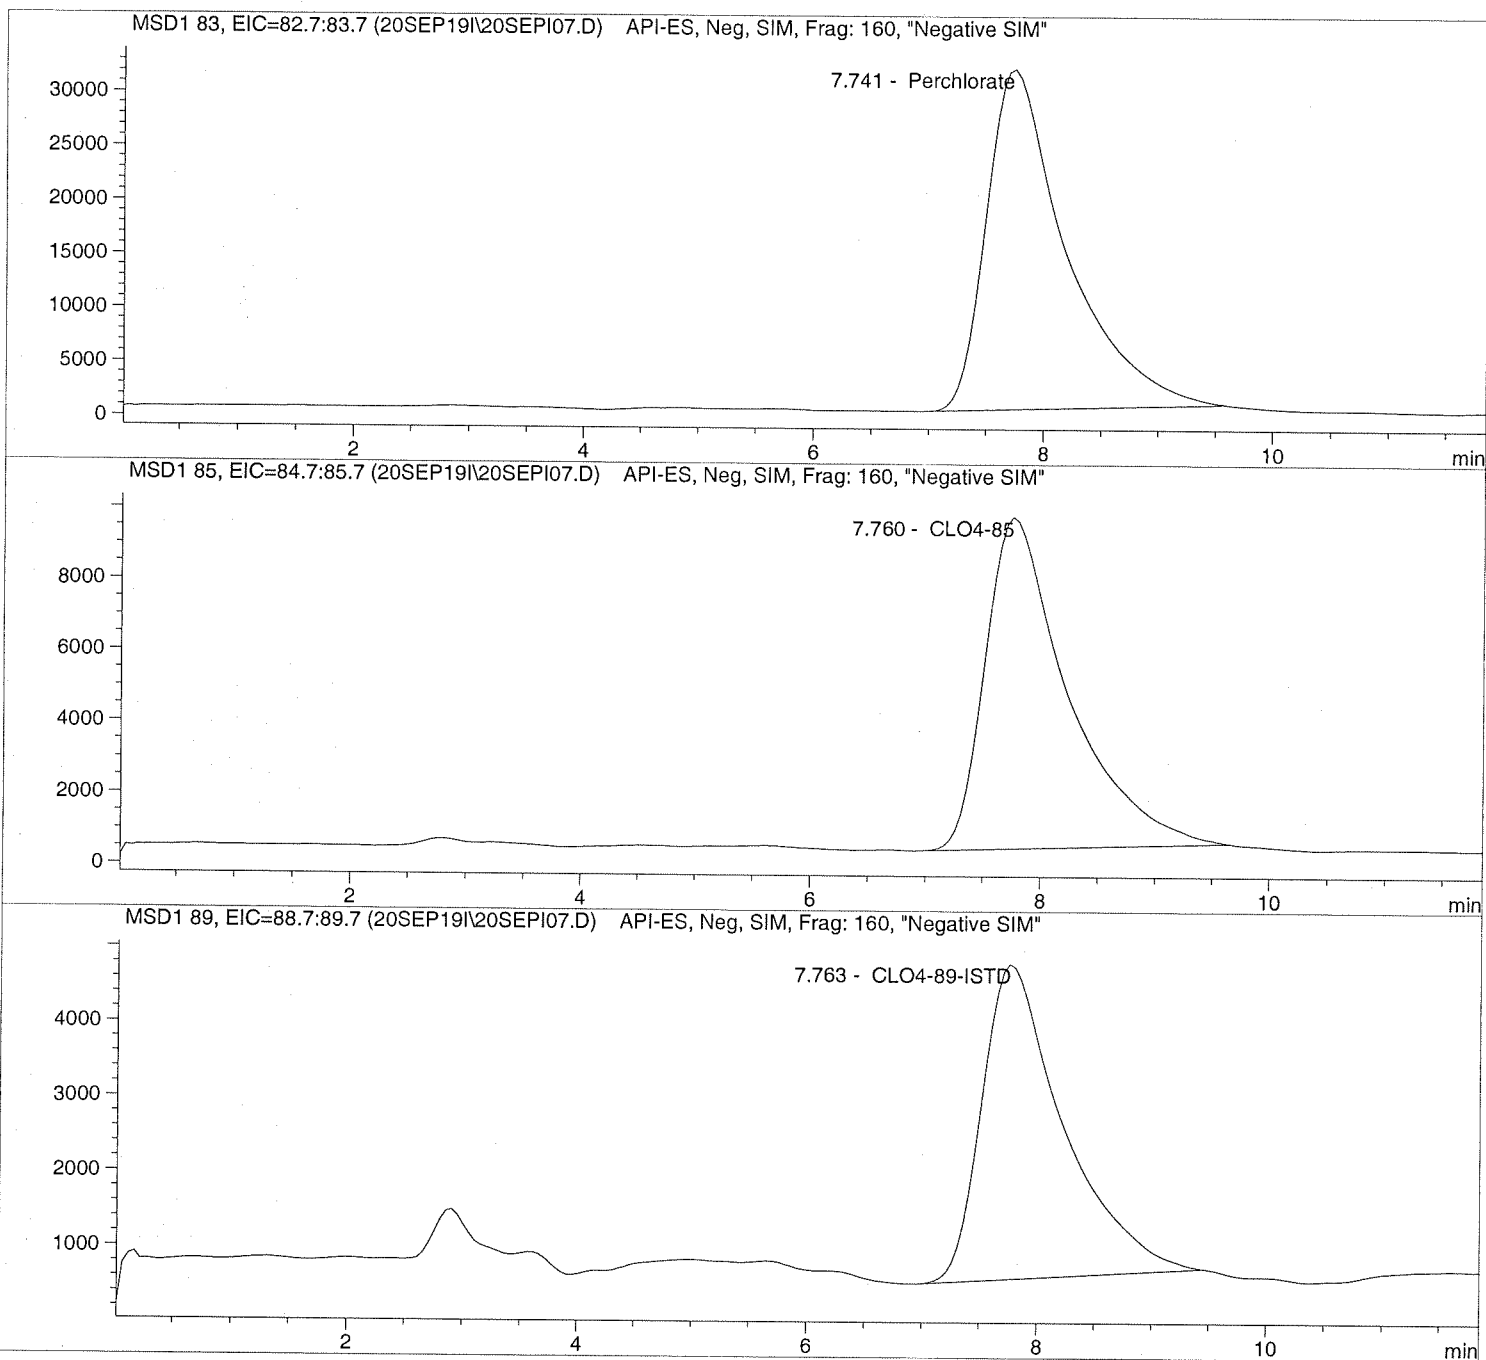 MSD1 83, EIC=82.7:83.7 (20SEP19I\20SEPI07.D) API-ES, Neg, SIM, Frag: 160, "Negative SIM"
7.741 - Perchlorate
30000
25000
20000
15000
10000
5000
0
2 4 6 8 10 min
MSD1 85, EIC=84.7:85.7 (20SEP19I\20SEPI07.D) API-ES, Neg, SIM, Frag: 160, "Negative SIM"
7.760 - CLO4-85
8000
6000
4000
2000
0
2 4 6 8 10 min
MSD1 89, EIC=88.7:89.7 (20SEP19I\20SEPI07.D) API-ES, Neg, SIM, Frag: 160, "Negative SIM"
7.763 - CLO4-89-ISTD
4000
3000
2000
1000
2 4 6 8 10 min